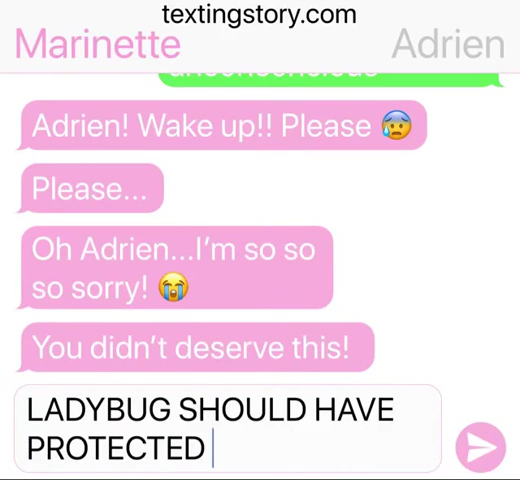 textingstory.com
Marinette
Adrien
Adrien! Wake up!! Please 😰
Please...
Oh Adrien...I'm so so
so sorry! 😭
You didn't deserve this!
LADYBUG SHOULD HAVE
PROTECTED